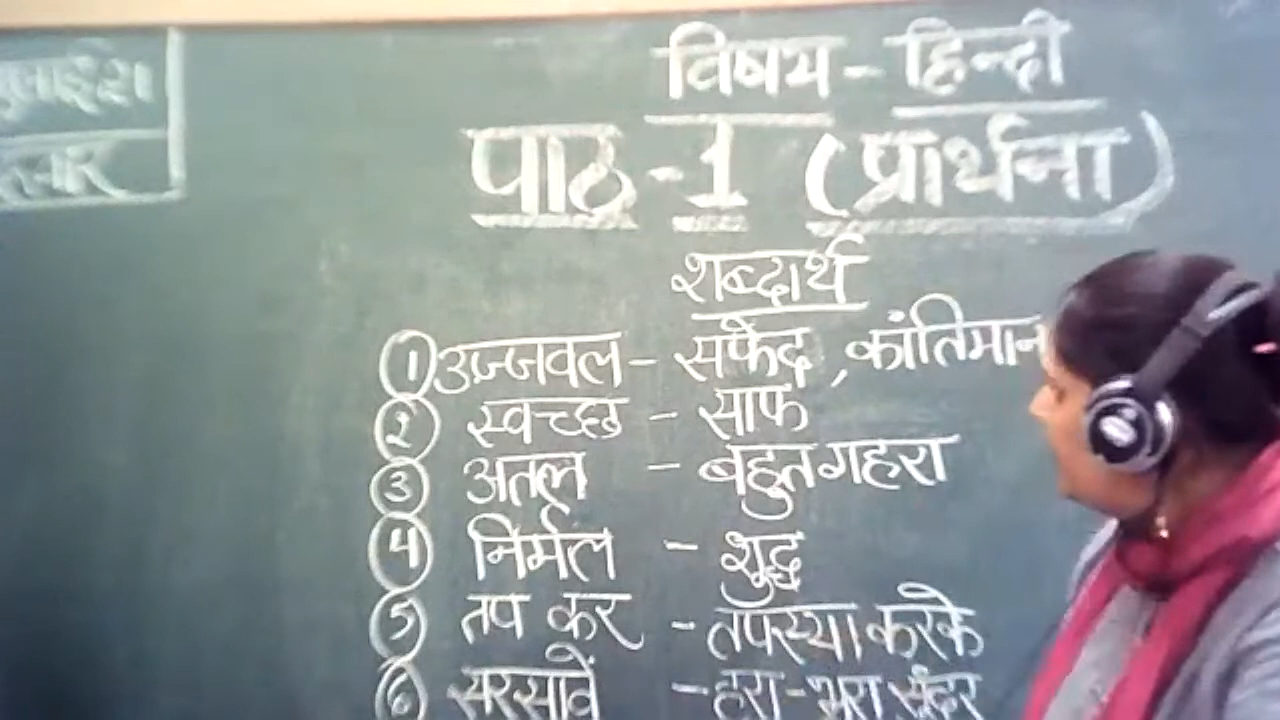 विषय - हिन्दी
पाठ - 1 (प्रार्थना)
शब्दार्थ
1 उज्जवल - सफेद, कांतिमान
2 स्वच्छ - साफ
3 अतल - बहुत गहरा
4 निर्मल - शुद्ध
5 तप कर - तपस्या करके
6 सरसावें - हरा-भरा सुंदर